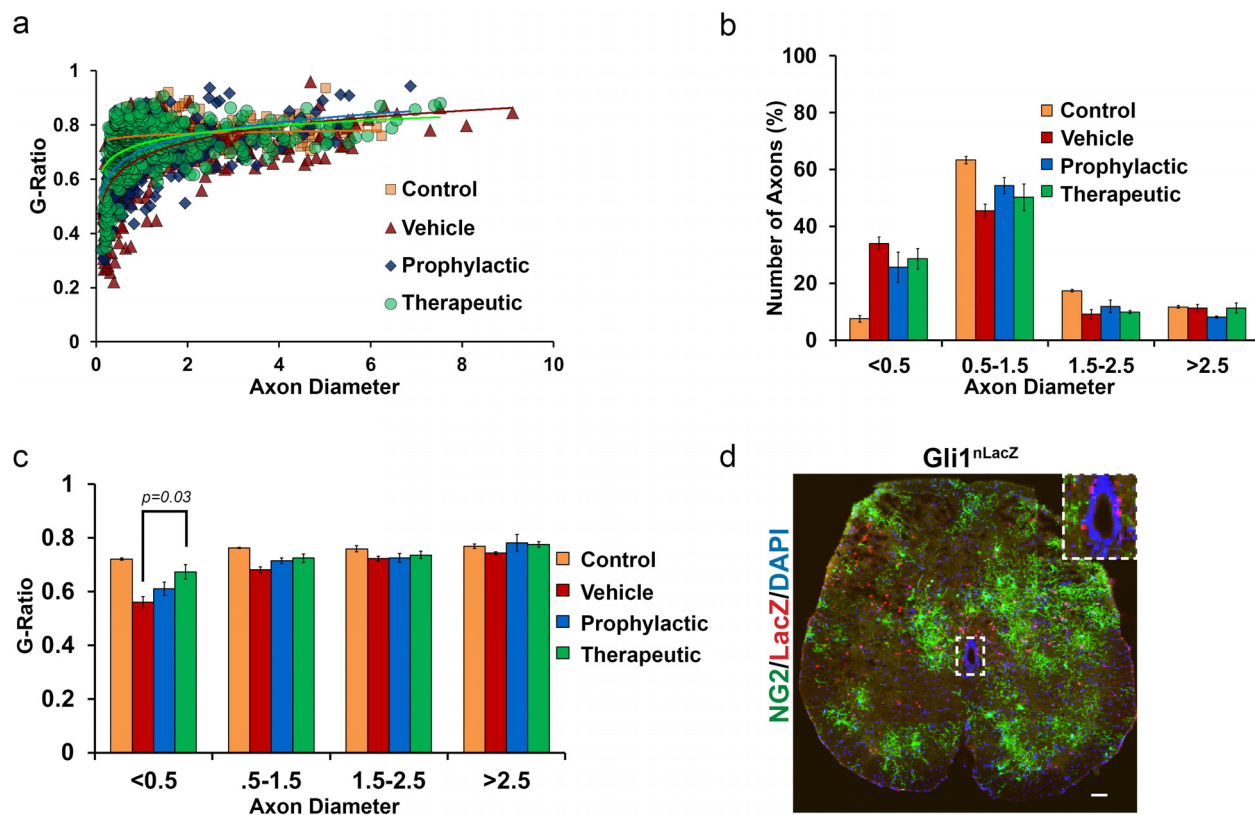 a
G-Ratio
1
0.8
0.6
0.4
0.2
0
0
2
4
6
8
10
Axon Diameter
Control
Vehicle
Prophylactic
Therapeutic
b
Number of Axons (%)
100
80
60
40
20
0
<0.5
0.5-1.5
1.5-2.5
>2.5
Axon Diameter
Control
Vehicle
Prophylactic
Therapeutic
c
G-Ratio
1
0.8
0.6
0.4
0.2
0
p=0.03
<0.5
.5-1.5
1.5-2.5
>2.5
Axon Diameter
Control
Vehicle
Prophylactic
Therapeutic
d
Gli1nLacZ
NG2/LacZ/DAPI